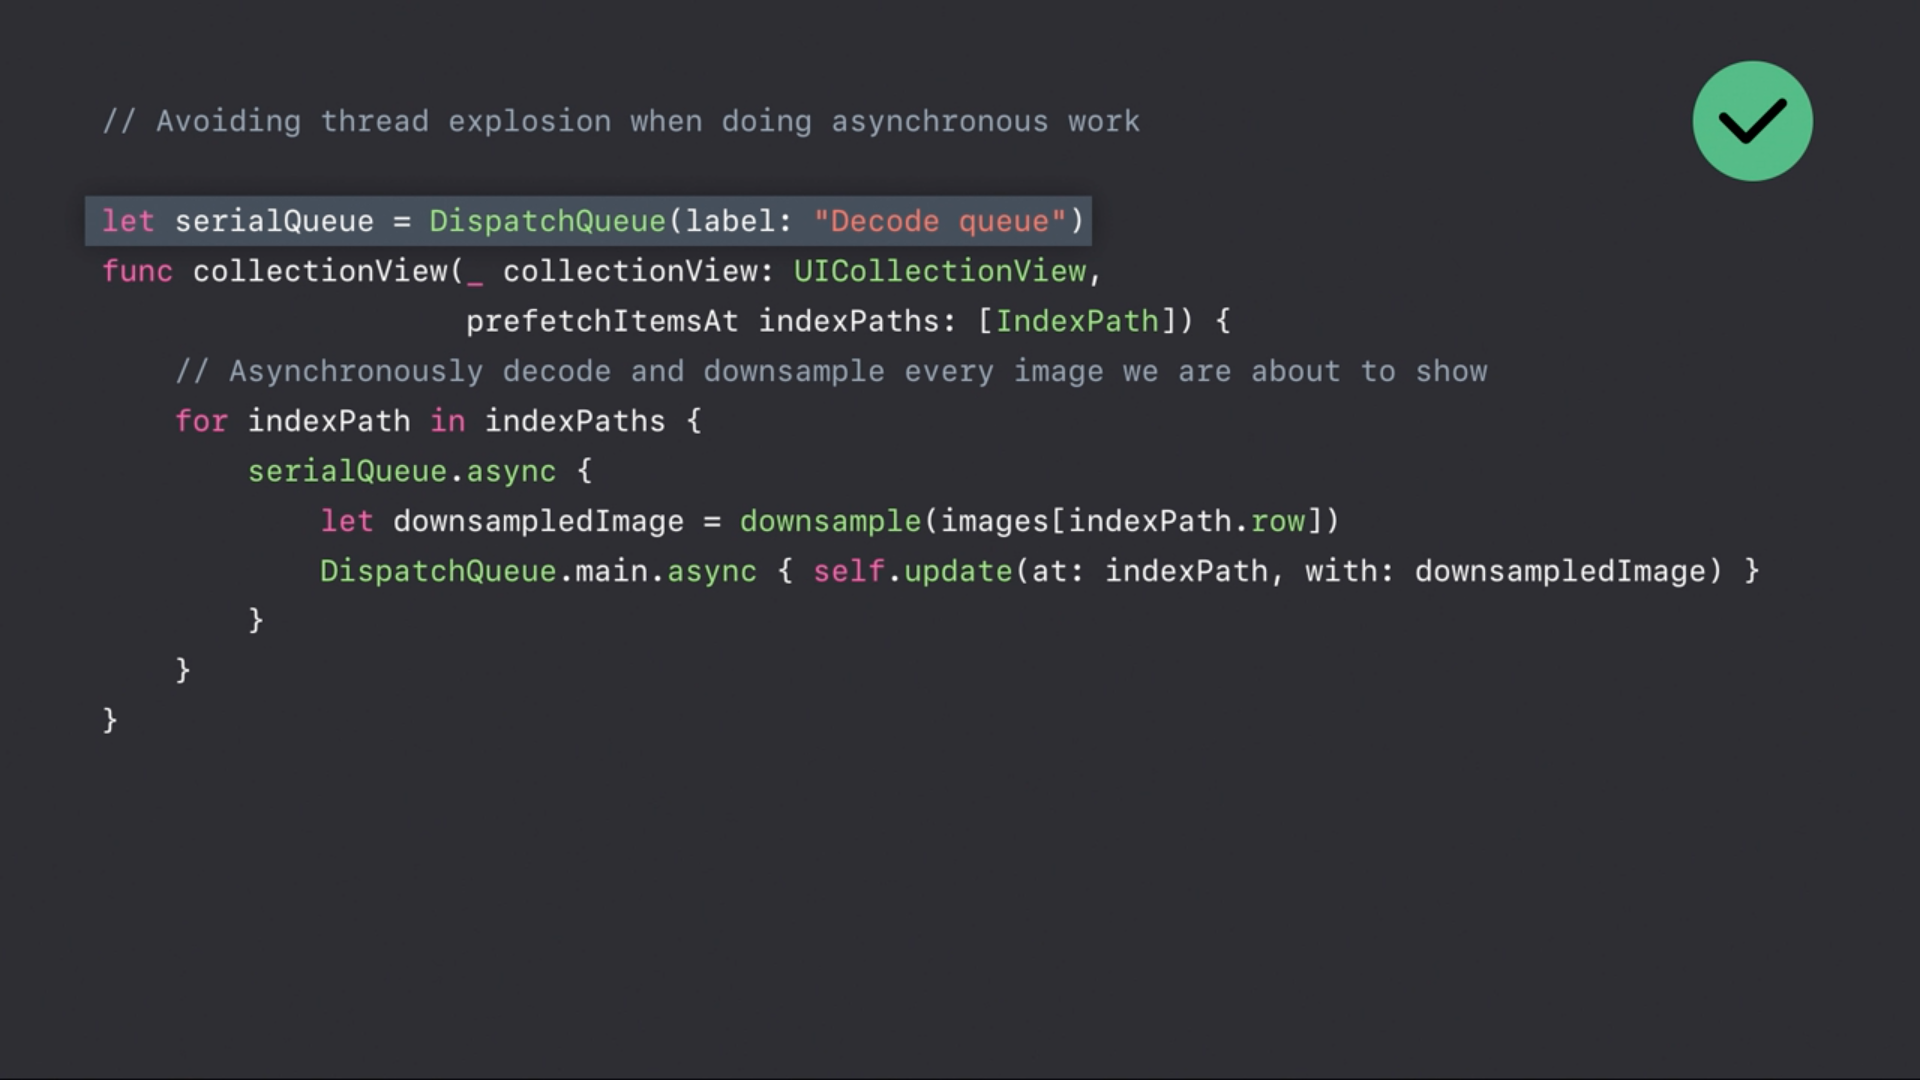 // Avoiding thread explosion when doing asynchronous work
let serialQueue = DispatchQueue(label: "Decode queue")
func collectionView(_ collectionView: UICollectionView,
prefetchItemsAt indexPaths: [IndexPath]) {
// Asynchronously decode and downsample every image we are about to show
for indexPath in indexPaths {
serialQueue.async {
let downsampledImage = downsample(images[indexPath.row])
DispatchQueue.main.async { self.update(at: indexPath, with: downsampledImage) }
}
}
}